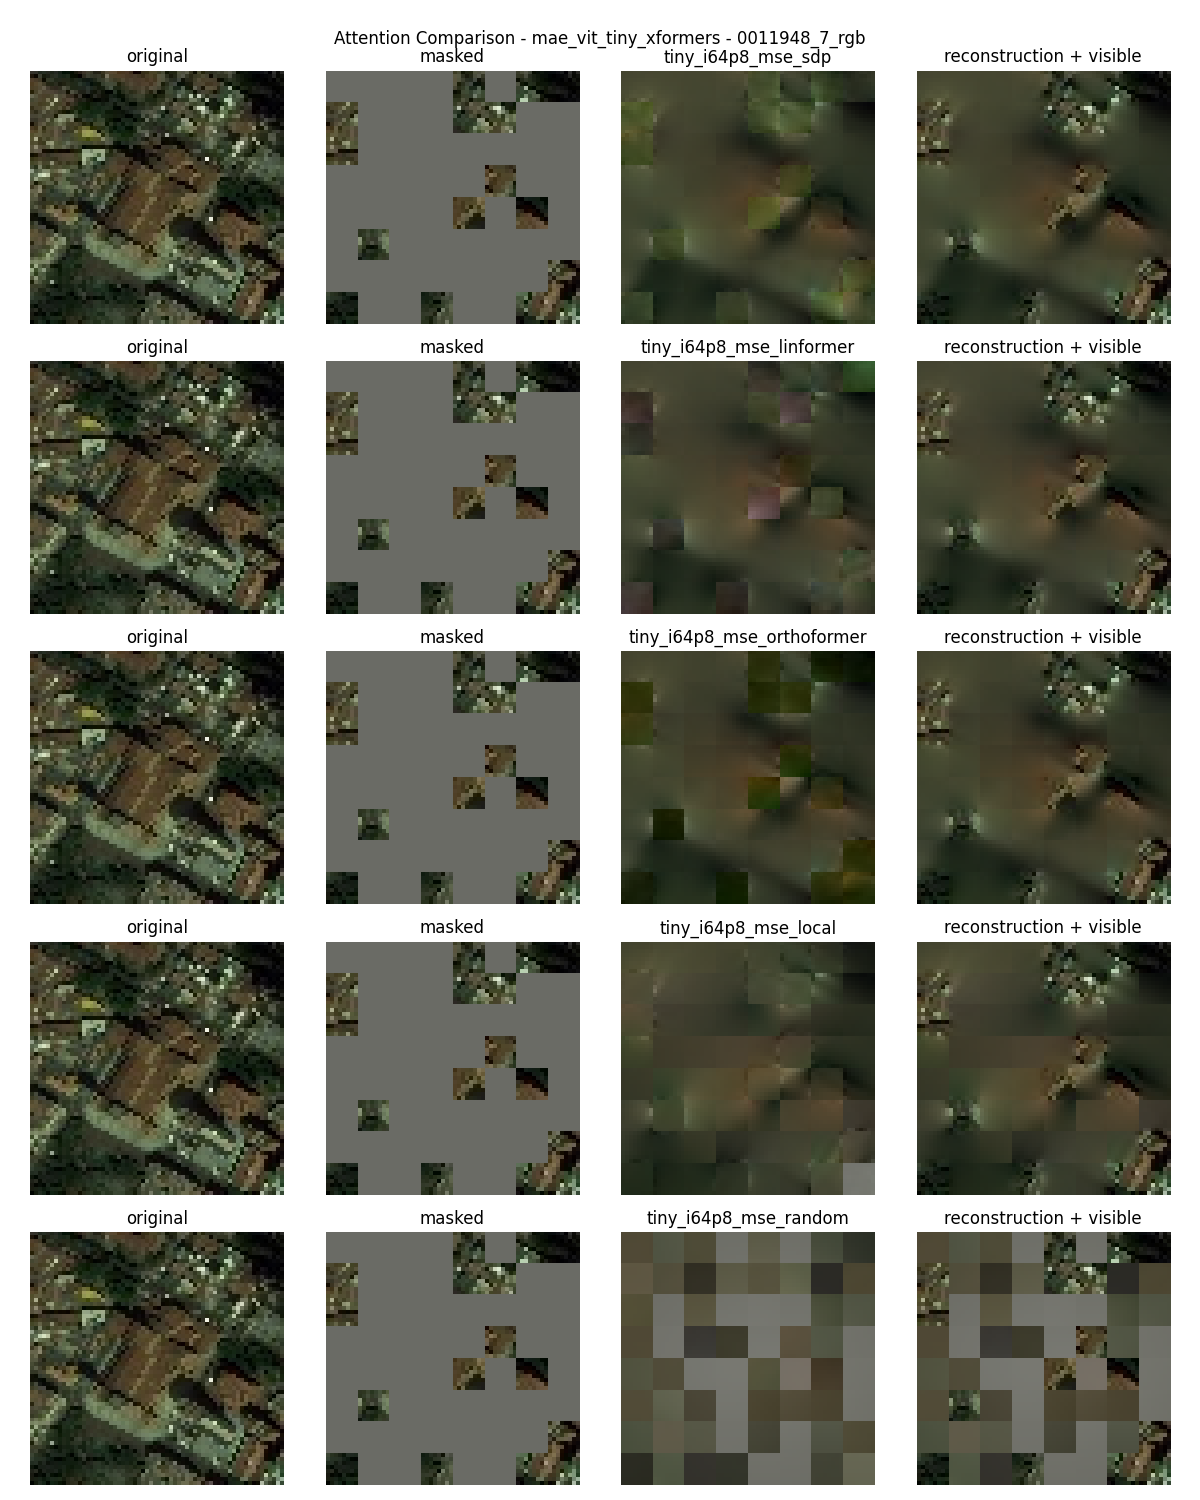 Attention Comparison - mae_vit_tiny_xformers - 0011948_7_rgb
original masked tiny_i64p8_mse_sdp reconstruction + visible
original masked tiny_i64p8_mse_linformer reconstruction + visible
original masked tiny_i64p8_mse_orthoformer reconstruction + visible
original masked tiny_i64p8_mse_local reconstruction + visible
original masked tiny_i64p8_mse_random reconstruction + visible